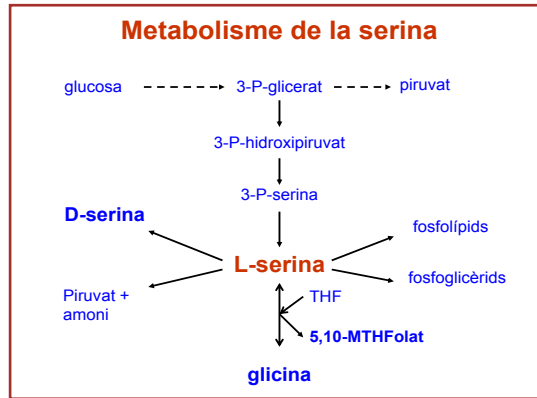 Metabolisme de la serina
glucosa 3-P-glicerat piruvat
3-P-hidroxipiruvat
3-P-serina
D-serina
fosfolípids
L-serina
fosfoglicèrids
Piruvat +
amoni
THF
5,10-MTHFolat
glicina